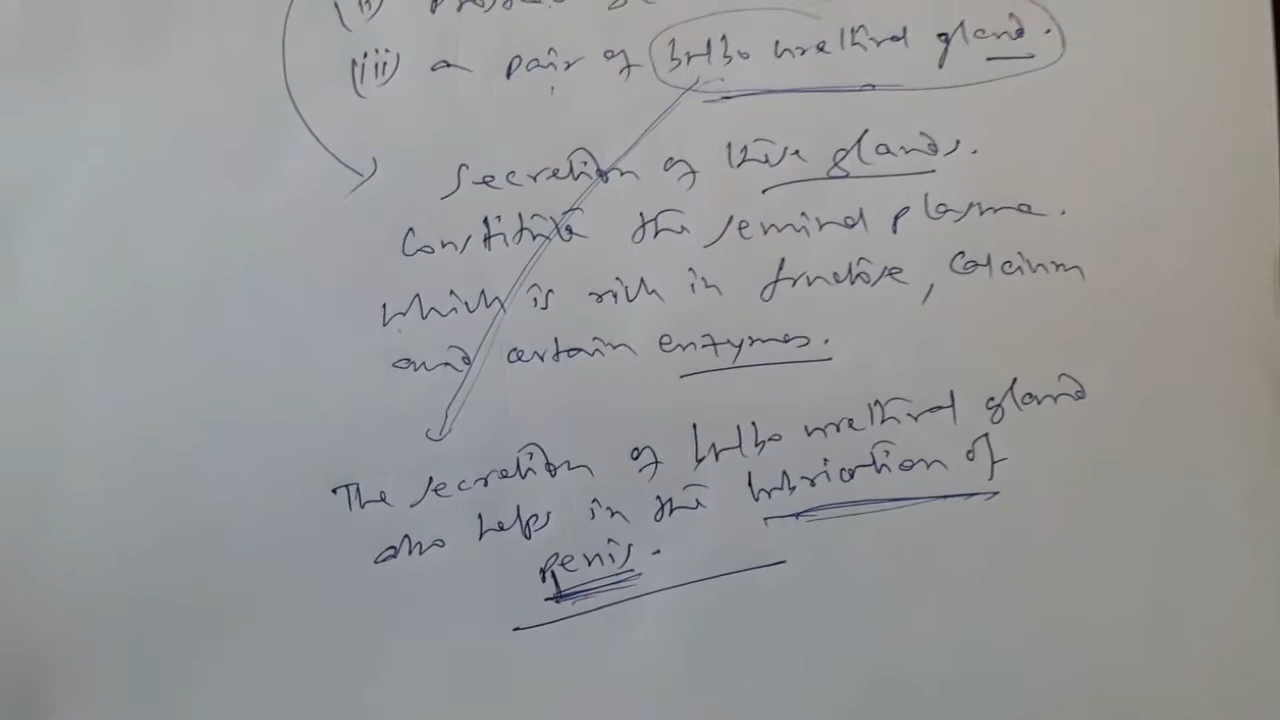 (ii)
(iii) a pair of bulbo urethral gland.
secretion of these glands.
constitute the seminal plasma.
which is rich in fructose, calcium
and certain enzymes.
The secretion of bulbo urethral gland
also helps in the lubrication of
penis.